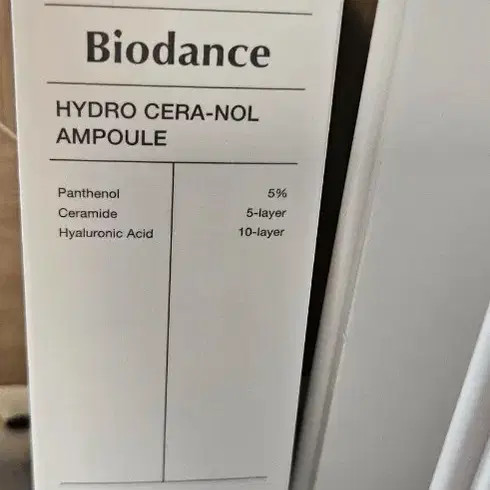 Biodance
HYDRO CERA-NOL
AMPOULE
Panthenol 5%
Ceramide 5-layer
Hyaluronic Acid 10-layer